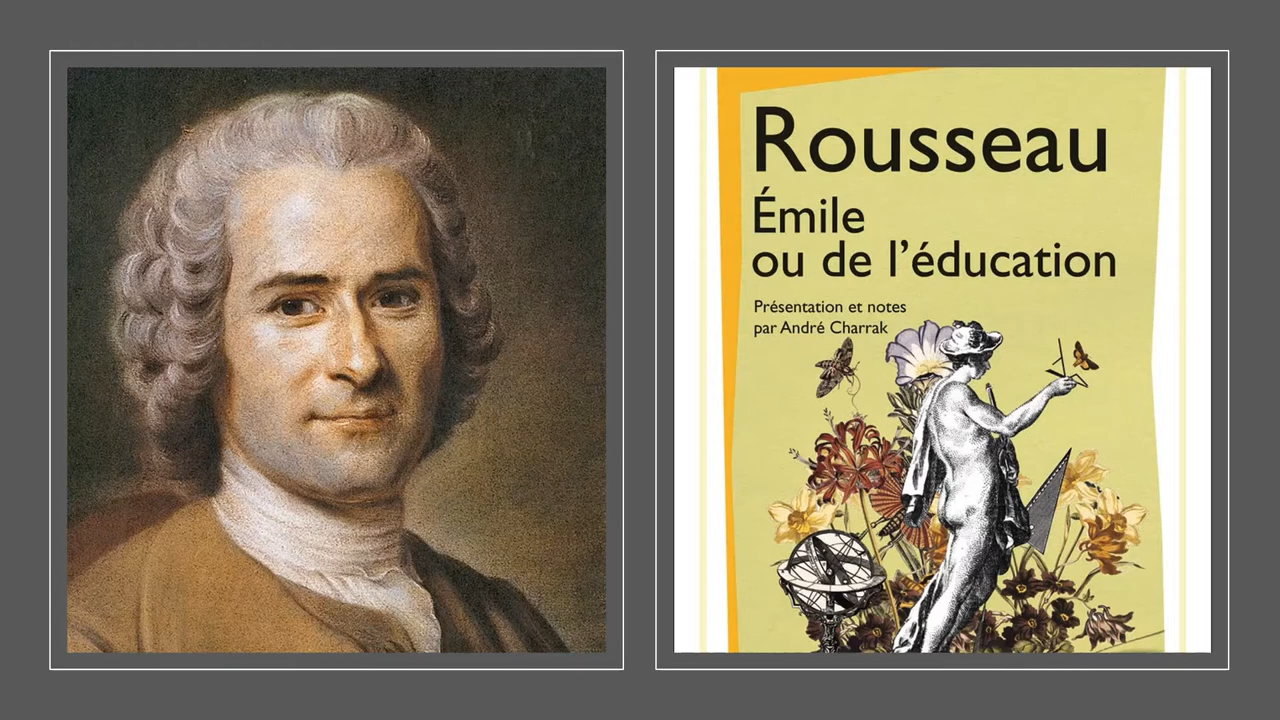 Rousseau
Émile
ou de l’éducation
Présentation et notes
par André Charrak